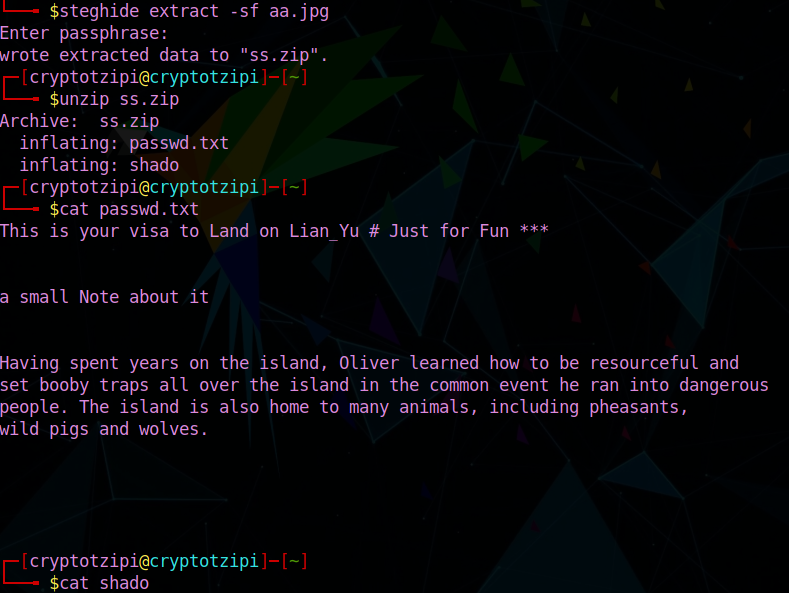 $steghide extract -sf aa.jpg
Enter passphrase:
wrote extracted data to "ss.zip".
[cryptotzipi@cryptotzipi]─[~]
$unzip ss.zip
Archive:  ss.zip
  inflating: passwd.txt
  inflating: shado
[cryptotzipi@cryptotzipi]─[~]
$cat passwd.txt
This is your visa to Land on Lian_Yu # Just for Fun ***
a small Note about it
Having spent years on the island, Oliver learned how to be resourceful and
set booby traps all over the island in the common event he ran into dangerous
people. The island is also home to many animals, including pheasants,
wild pigs and wolves.
[cryptotzipi@cryptotzipi]─[~]
$cat shado